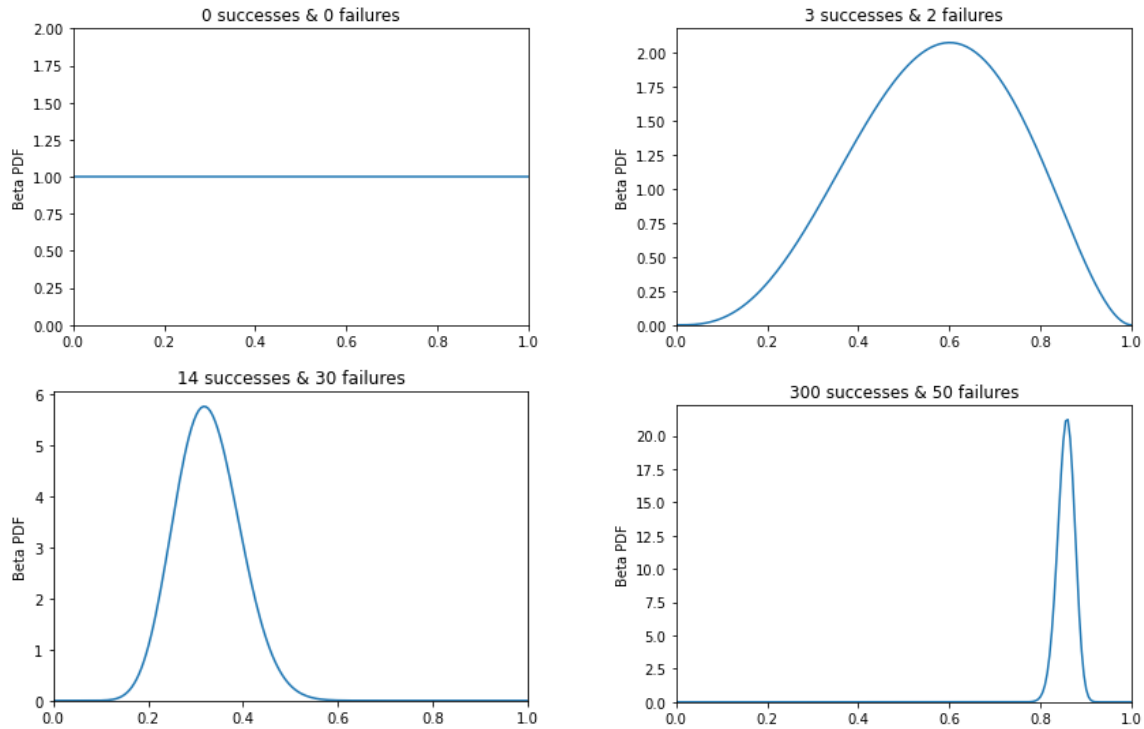 0 successes & 0 failures
2.00
1.75
1.50
1.25
1.00
0.75
0.50
0.25
0.00
Beta PDF
0.0 0.2 0.4 0.6 0.8 1.0
3 successes & 2 failures
2.00
1.75
1.50
1.25
1.00
0.75
0.50
0.25
0.00
Beta PDF
0.0 0.2 0.4 0.6 0.8 1.0
14 successes & 30 failures
6
5
4
3
2
1
0
Beta PDF
0.0 0.2 0.4 0.6 0.8 1.0
300 successes & 50 failures
20.0
17.5
15.0
12.5
10.0
7.5
5.0
2.5
0.0
Beta PDF
0.0 0.2 0.4 0.6 0.8 1.0